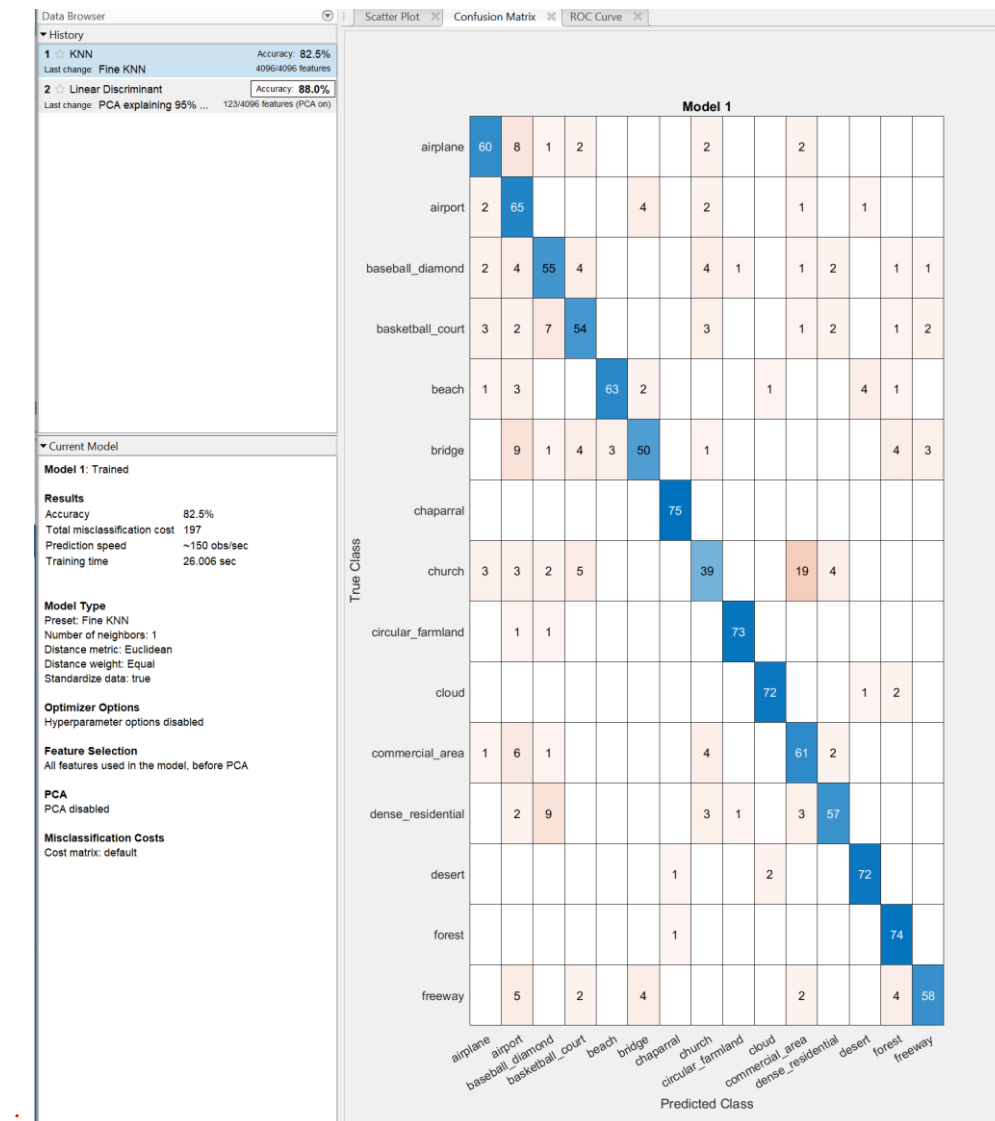 Data Browser
▼ History
1 ☆ KNN Accuracy: 82.5%
Last change: Fine KNN 4096/4096 features
2 ☆ Linear Discriminant Accuracy: 88.0%
Last change: PCA explaining 95% ... 123/4096 features (PCA on)
▼ Current Model
Model 1: Trained
Results
Accuracy 82.5%
Total misclassification cost 197
Prediction speed ~150 obs/sec
Training time 26.006 sec
Model Type
Preset: Fine KNN
Number of neighbors: 1
Distance metric: Euclidean
Distance weight: Equal
Standardize data: true
Optimizer Options
Hyperparameter options disabled
Feature Selection
All features used in the model, before PCA
PCA
PCA disabled
Misclassification Costs
Cost matrix: default
Scatter Plot Confusion Matrix ROC Curve
Model 1
True Class
airplane 60 8 1 2 2 2
airport 2 65 4 2 1 1
baseball_diamond 2 4 55 4 4 1 1 2 1 1
basketball_court 3 2 7 54 3 1 2 1 2
beach 1 3 63 2 1 4 1
bridge 9 1 4 3 50 1 4 3
chaparral 75
church 3 3 2 5 39 19 4
circular_farmland 1 1 73
cloud 72 1 2
commercial_area 1 6 1 4 61 2
dense_residential 2 9 3 1 3 57
desert 1 2 72
forest 1 74
freeway 5 2 4 2 4 58
airplane airport baseball_diamond basketball_court beach bridge chaparral church circular_farmland cloud commercial_area dense_residential desert forest freeway
Predicted Class